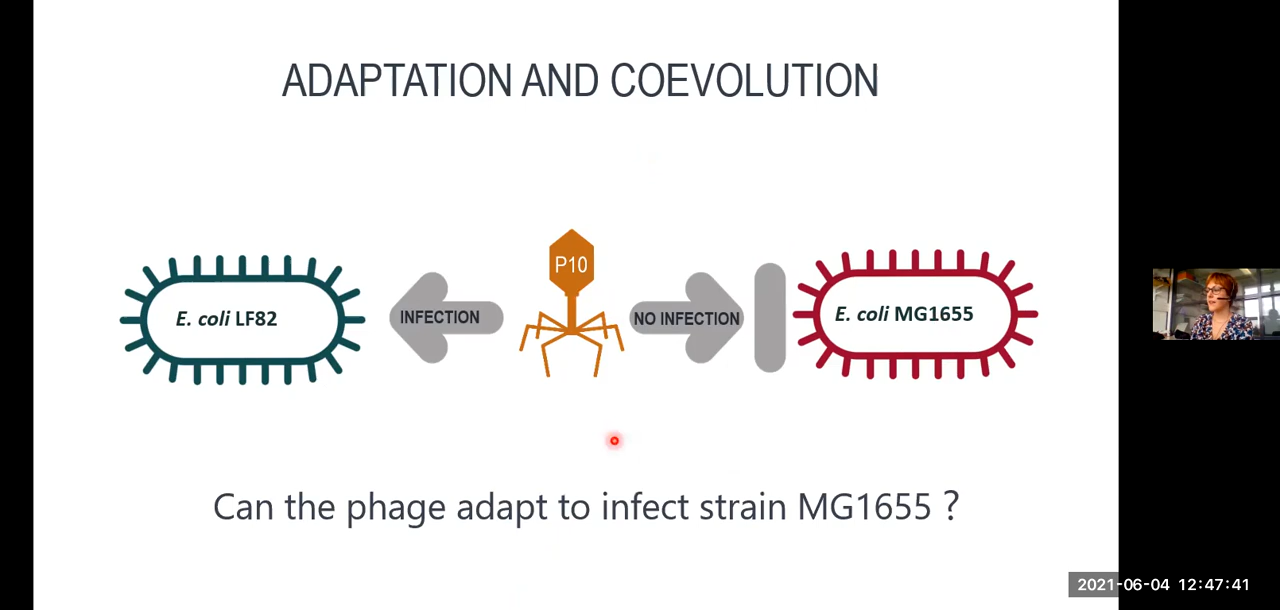 ADAPTATION AND COEVOLUTION
P10
E. coli LF82
INFECTION
NO INFECTION
E. coli MG1655
Can the phage adapt to infect strain MG1655 ?
2021-06-04 12:47:41